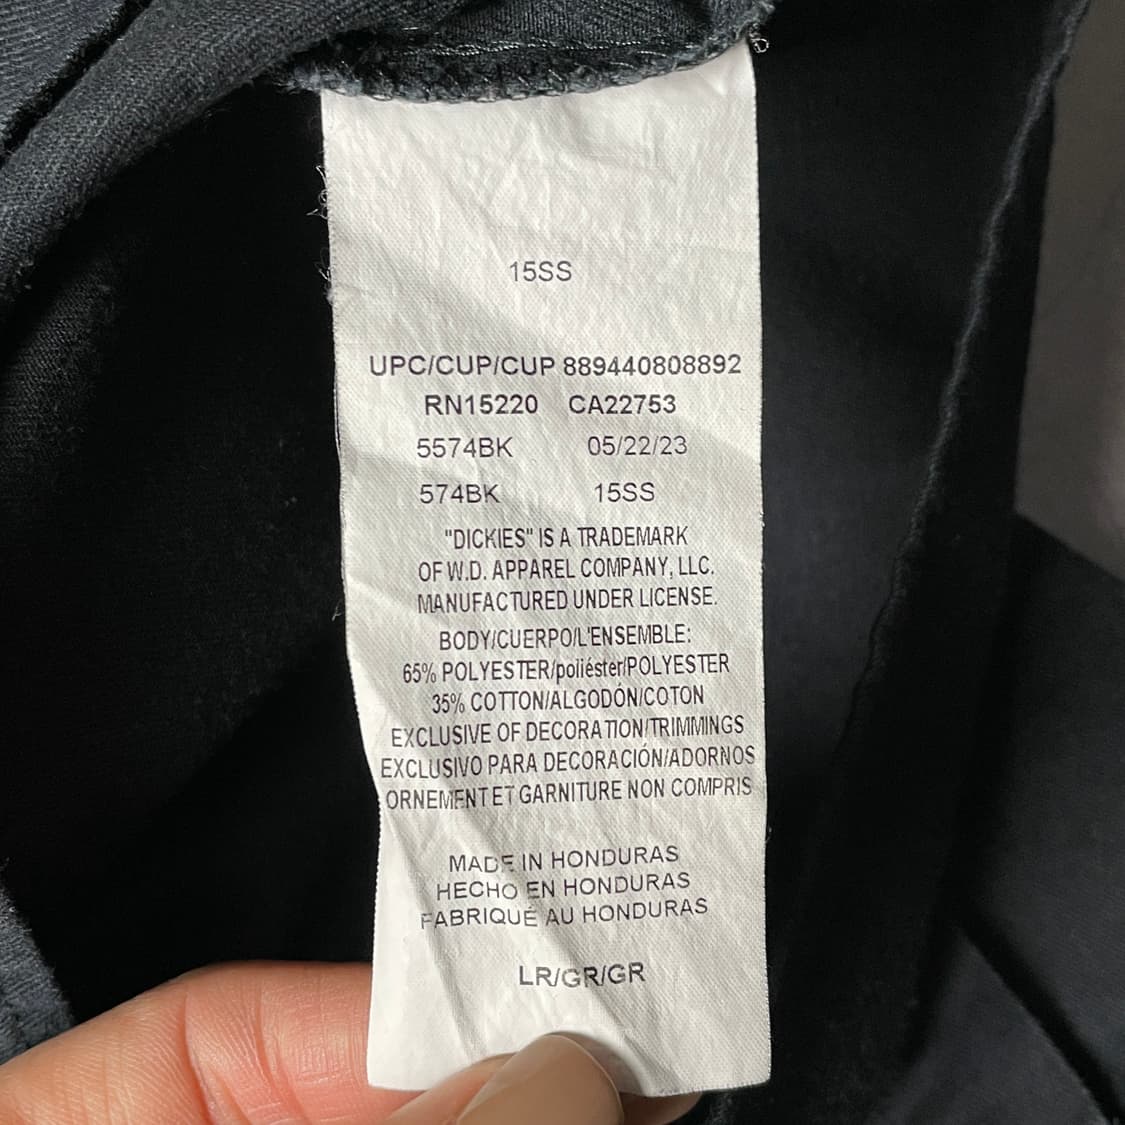 15SS
UPC/CUP/CUP 889440808892
RN15220 CA22753
5574BK 05/22/23
574BK 15SS
"DICKIES" IS A TRADEMARK
OF W.D. APPAREL COMPANY, LLC.
MANUFACTURED UNDER LICENSE.
BODY/CUERPO/L'ENSEMBLE:
65% POLYESTER/poliéster/POLYESTER
35% COTTON/ALGODÓN/COTON
EXCLUSIVE OF DECORATION/TRIMMINGS
EXCLUSIVO PARA DECORACIÓN/ADORNOS
ORNEMENT ET GARNITURE NON COMPRIS
MADE IN HONDURAS
HECHO EN HONDURAS
FABRIQUÉ AU HONDURAS
LR/GR/GR